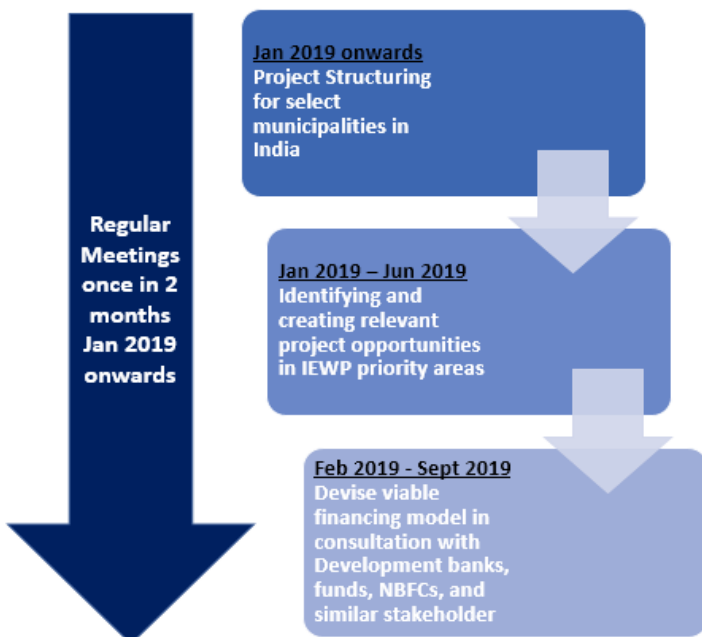 Regular
Meetings
once in 2
months
Jan 2019
onwards
Jan 2019 onwards
Project Structuring
for select
municipalities in
India
Jan 2019 – Jun 2019
Identifying and
creating relevant
project opportunities
in IEWP priority areas
Feb 2019 - Sept 2019
Devise viable
financing model in
consultation with
Development banks,
funds, NBFCs, and
similar stakeholder